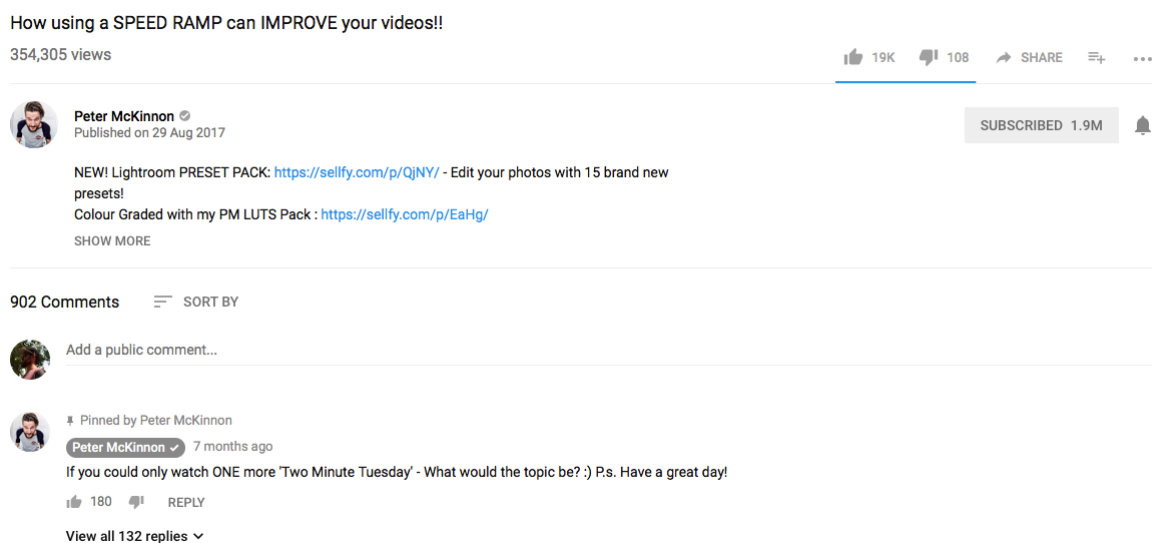 How using a SPEED RAMP can IMPROVE your videos!!
354,305 views
19K 108 SHARE
Peter McKinnon
Published on 29 Aug 2017
SUBSCRIBED 1.9M
NEW! Lightroom PRESET PACK: https://sellfy.com/p/QjNY/ - Edit your photos with 15 brand new
presets!
Colour Graded with my PM LUTS Pack : https://sellfy.com/p/EaHg/
SHOW MORE
902 Comments SORT BY
Add a public comment...
Pinned by Peter McKinnon
Peter McKinnon 7 months ago
If you could only watch ONE more 'Two Minute Tuesday' - What would the topic be? :) P.s. Have a great day!
180 REPLY
View all 132 replies